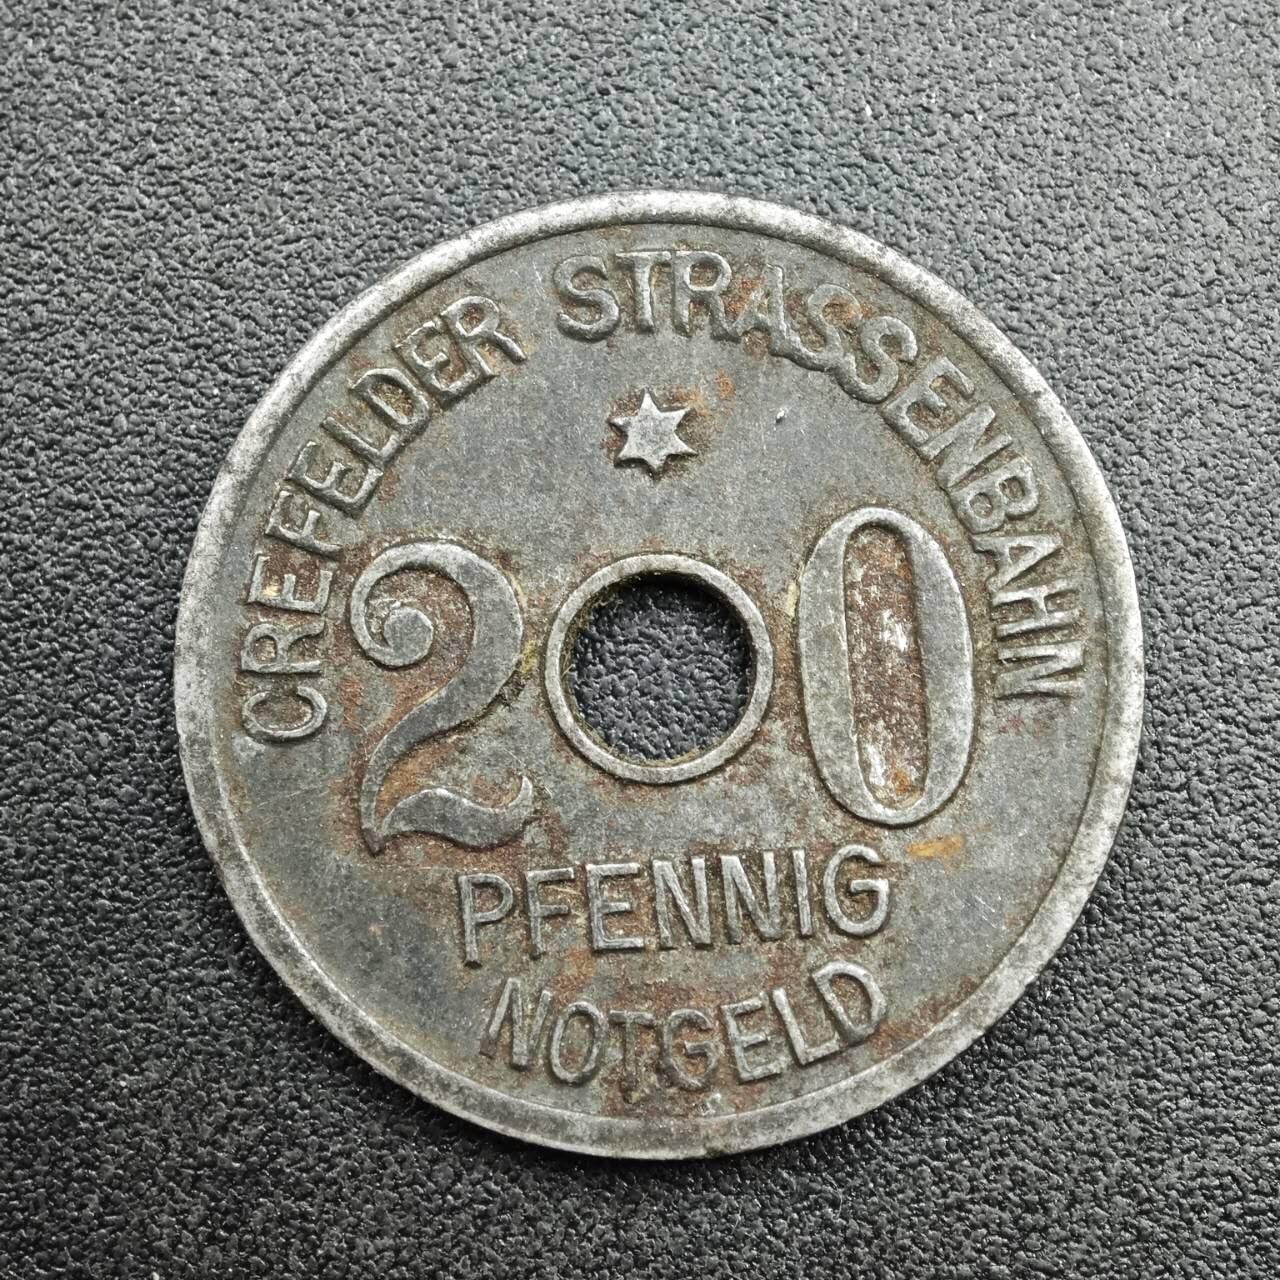 CREFELDER STRASSENBAHN
20
PFENNIG
NOTGELD